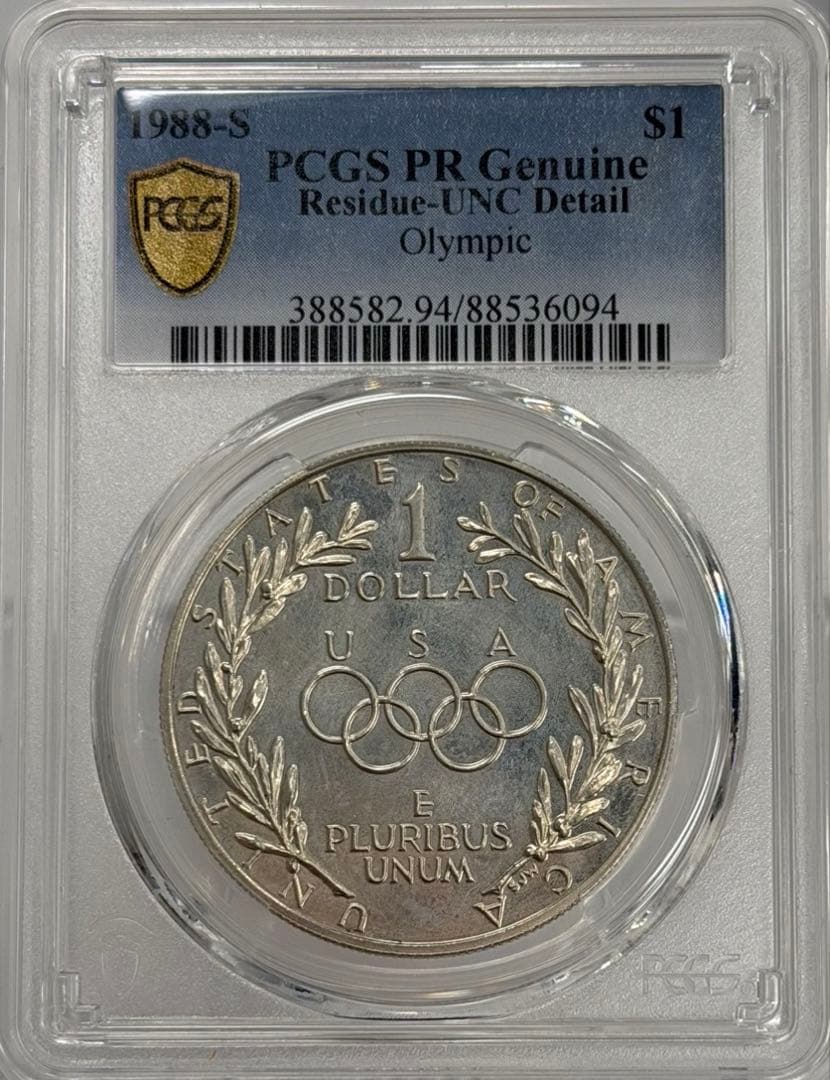 1988-S $1
PCGS PR Genuine
Residue-UNC Detail
PCGS
Olympic
388582.94/88536094
UNITED STATES OF AMERICA
1
DOLLAR
USA
E
PLURIBUS
UNUM
PCGS